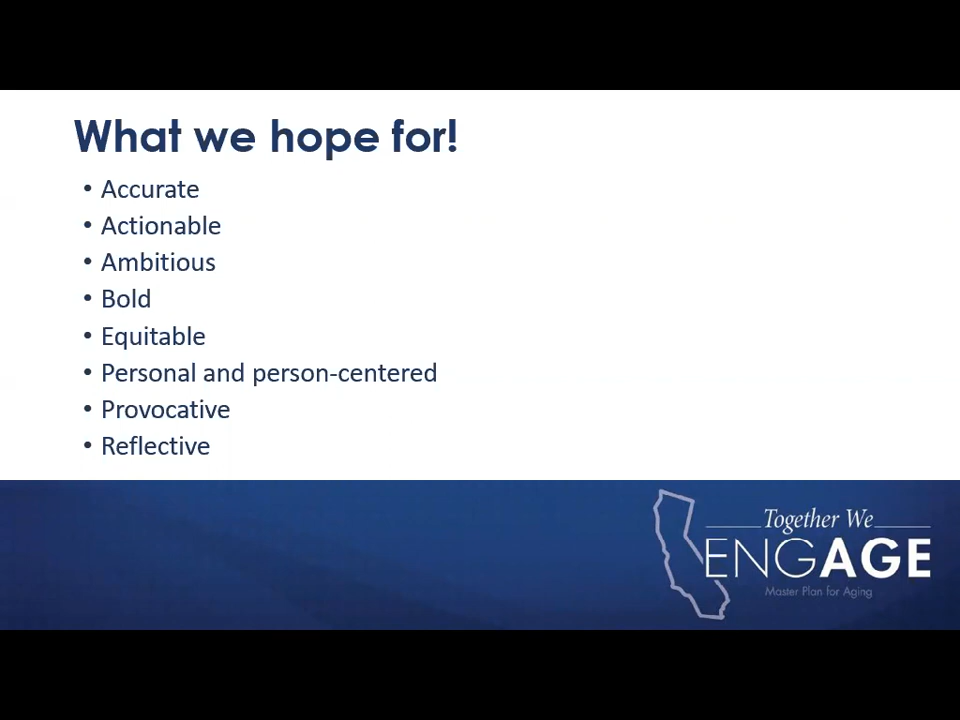 What we hope for!
• Accurate
• Actionable
• Ambitious
• Bold
• Equitable
• Personal and person-centered
• Provocative
• Reflective
Together We
ENGAGE
Master Plan for Aging